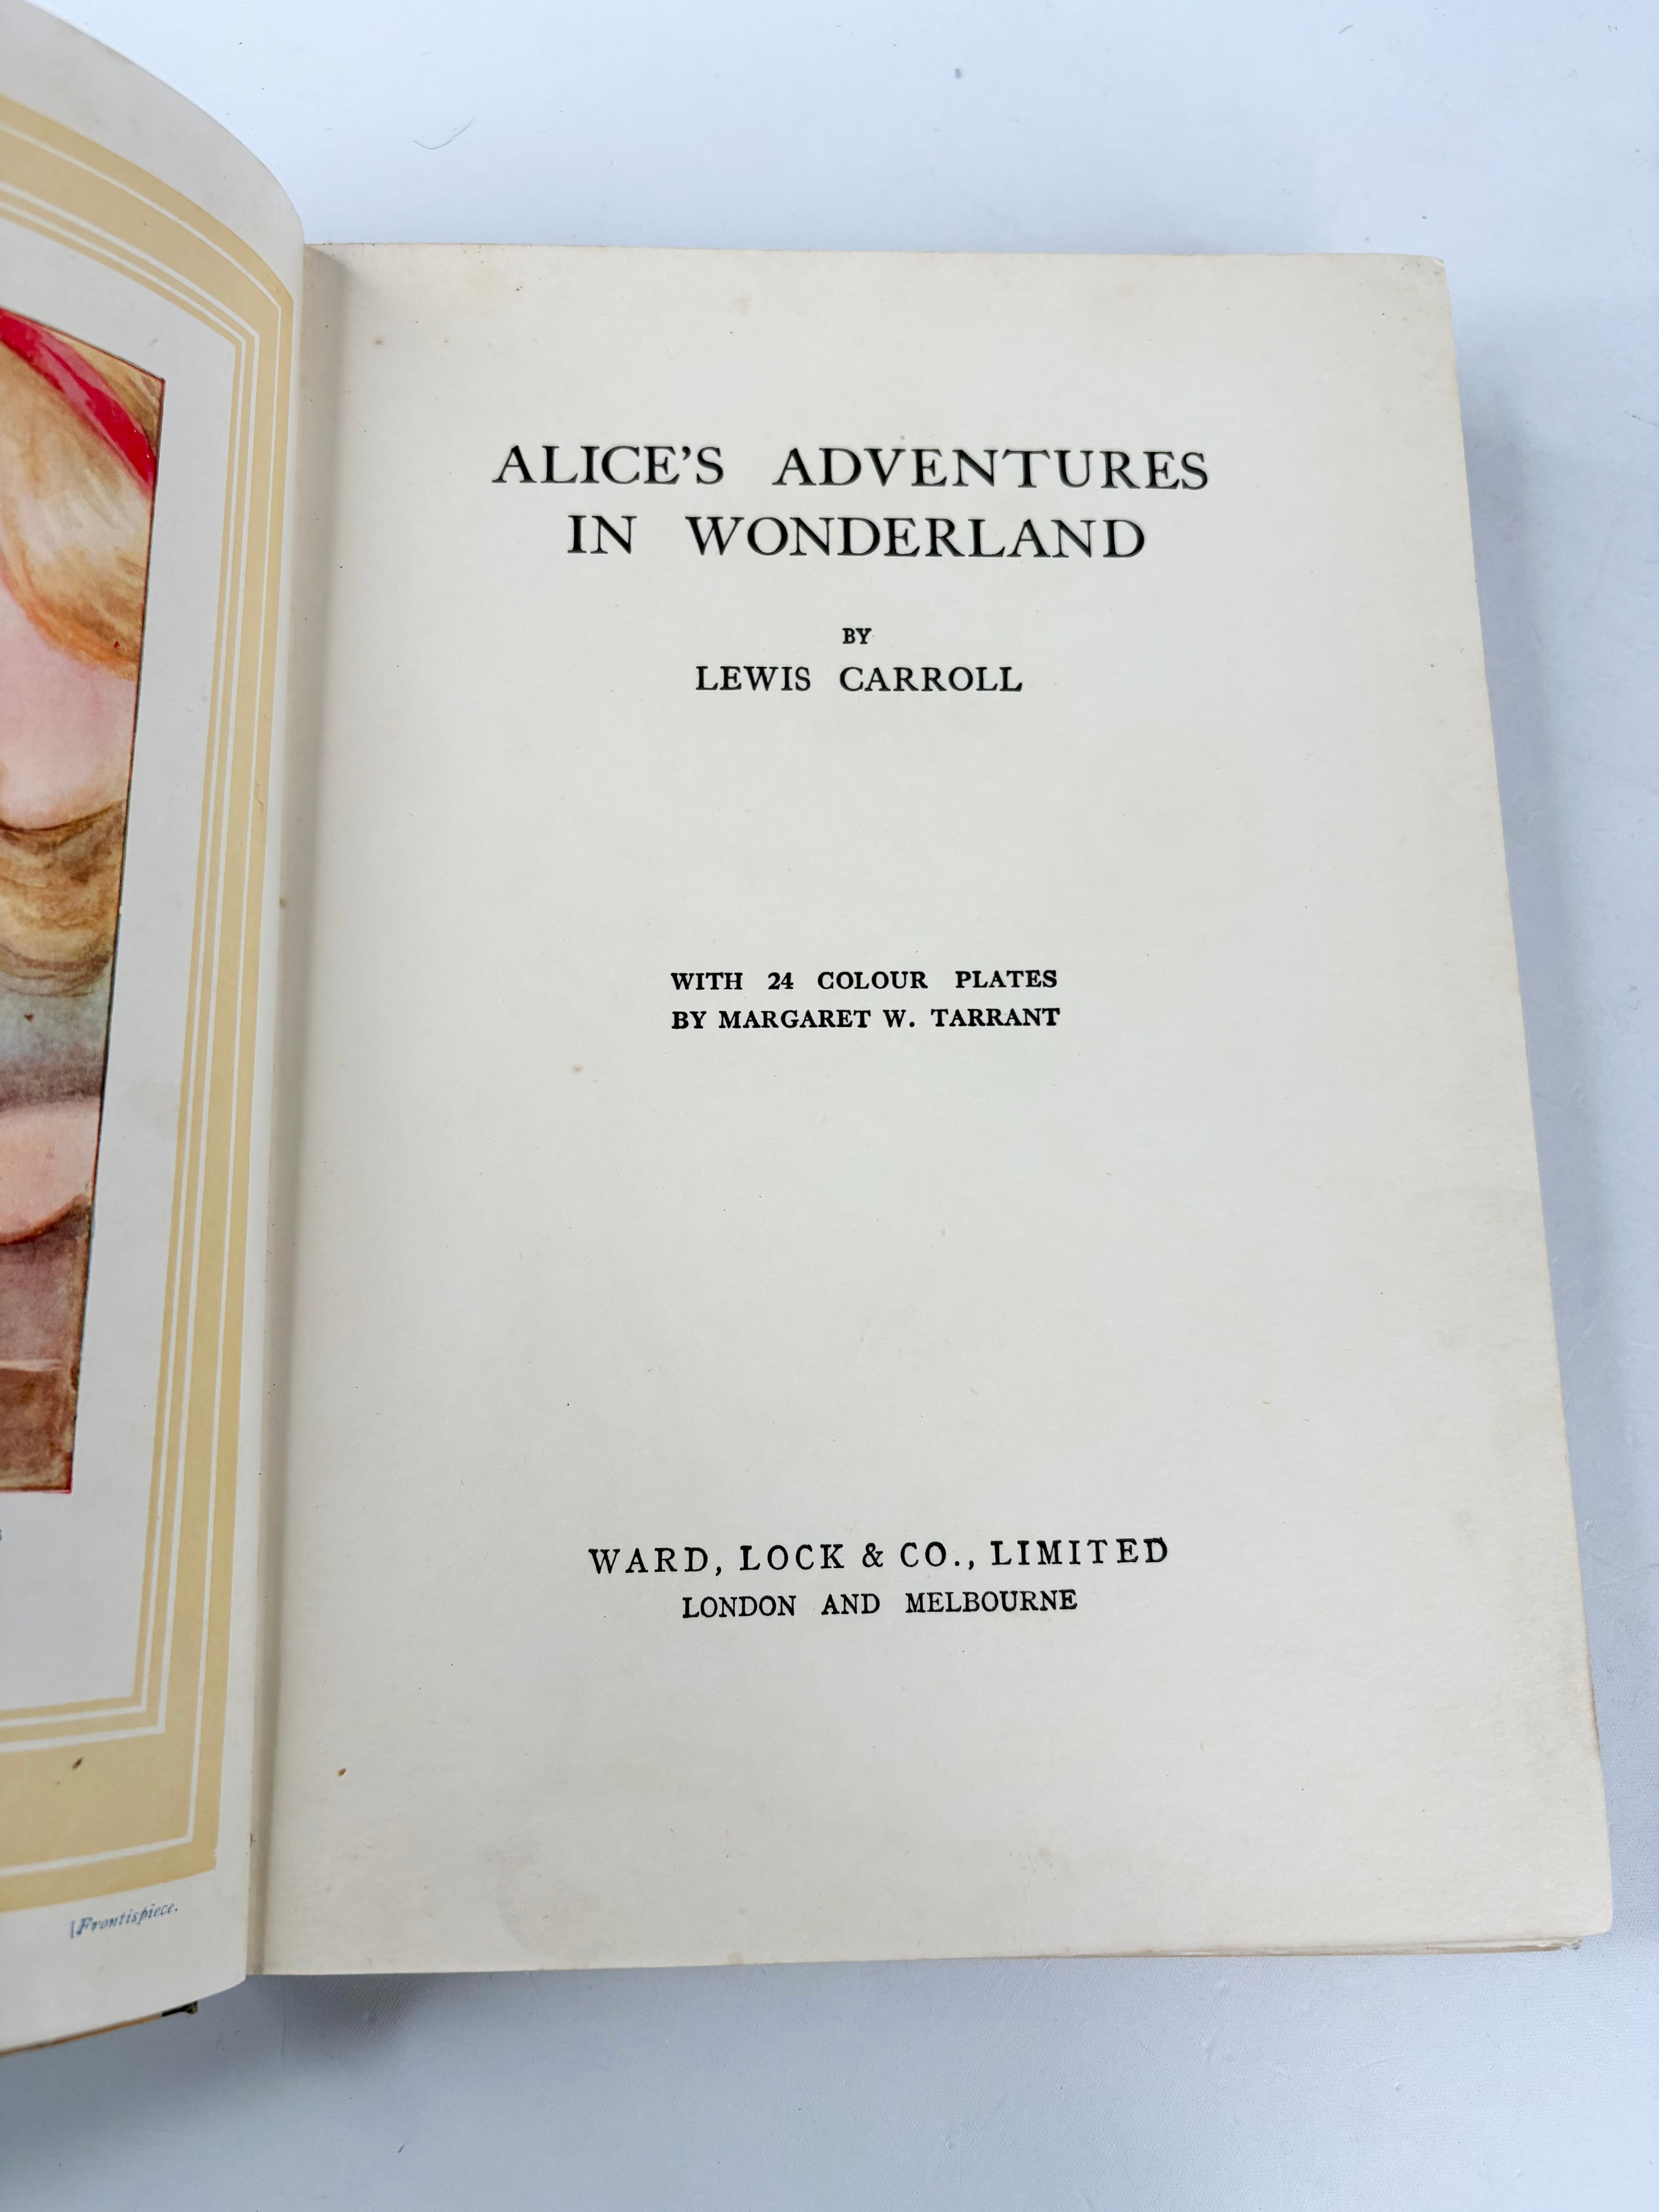 ALICE'S ADVENTURES
IN WONDERLAND
BY
LEWIS CARROLL
WITH 24 COLOUR PLATES
BY MARGARET W. TARRANT
WARD, LOCK & CO., LIMITED
LONDON AND MELBOURNE
[Frontispiece.